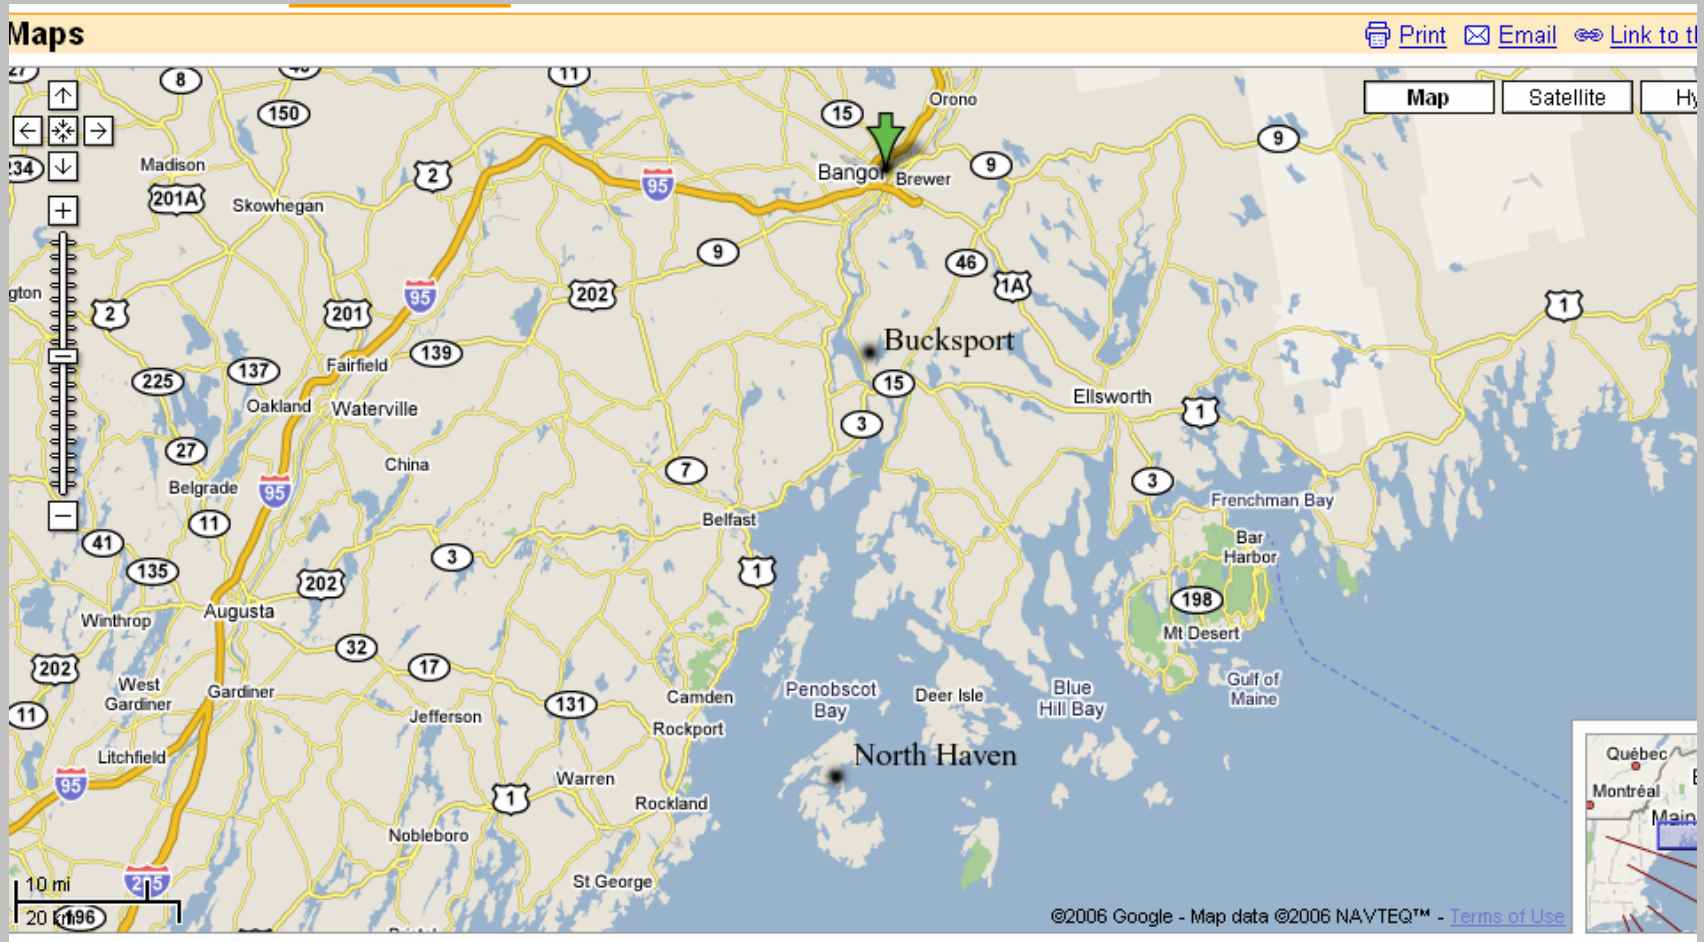 Maps
Print
Email
Link to
Map
Satellite
Hy
27
8
11
150
15
Orono
9
9
234
Madison
201A
2
Skowhegan
95
Bangor
Brewer
9
46
1A
202
95
gton
2
201
1
139
Bucksport
Fairfield
137
225
15
Ellsworth
1
Oakland
Waterville
3
27
China
7
Belgrade
95
3
Frenchman Bay
11
Belfast
41
3
Bar
Harbor
135
202
1
Augusta
198
Winthrop
Mt Desert
32
202
17
West
Gardiner
Gardiner
Camden
Penobscot
Bay
Deer Isle
Blue
Hill Bay
Gulf of
Maine
11
Jefferson
131
Rockport
Litchfield
North Haven
95
Warren
1
Rockland
Nobleboro
Québec
Montréal
St George
10 mi
20 km
196
©2006 Google - Map data ©2006 NAVTEQ™ - Terms of Use